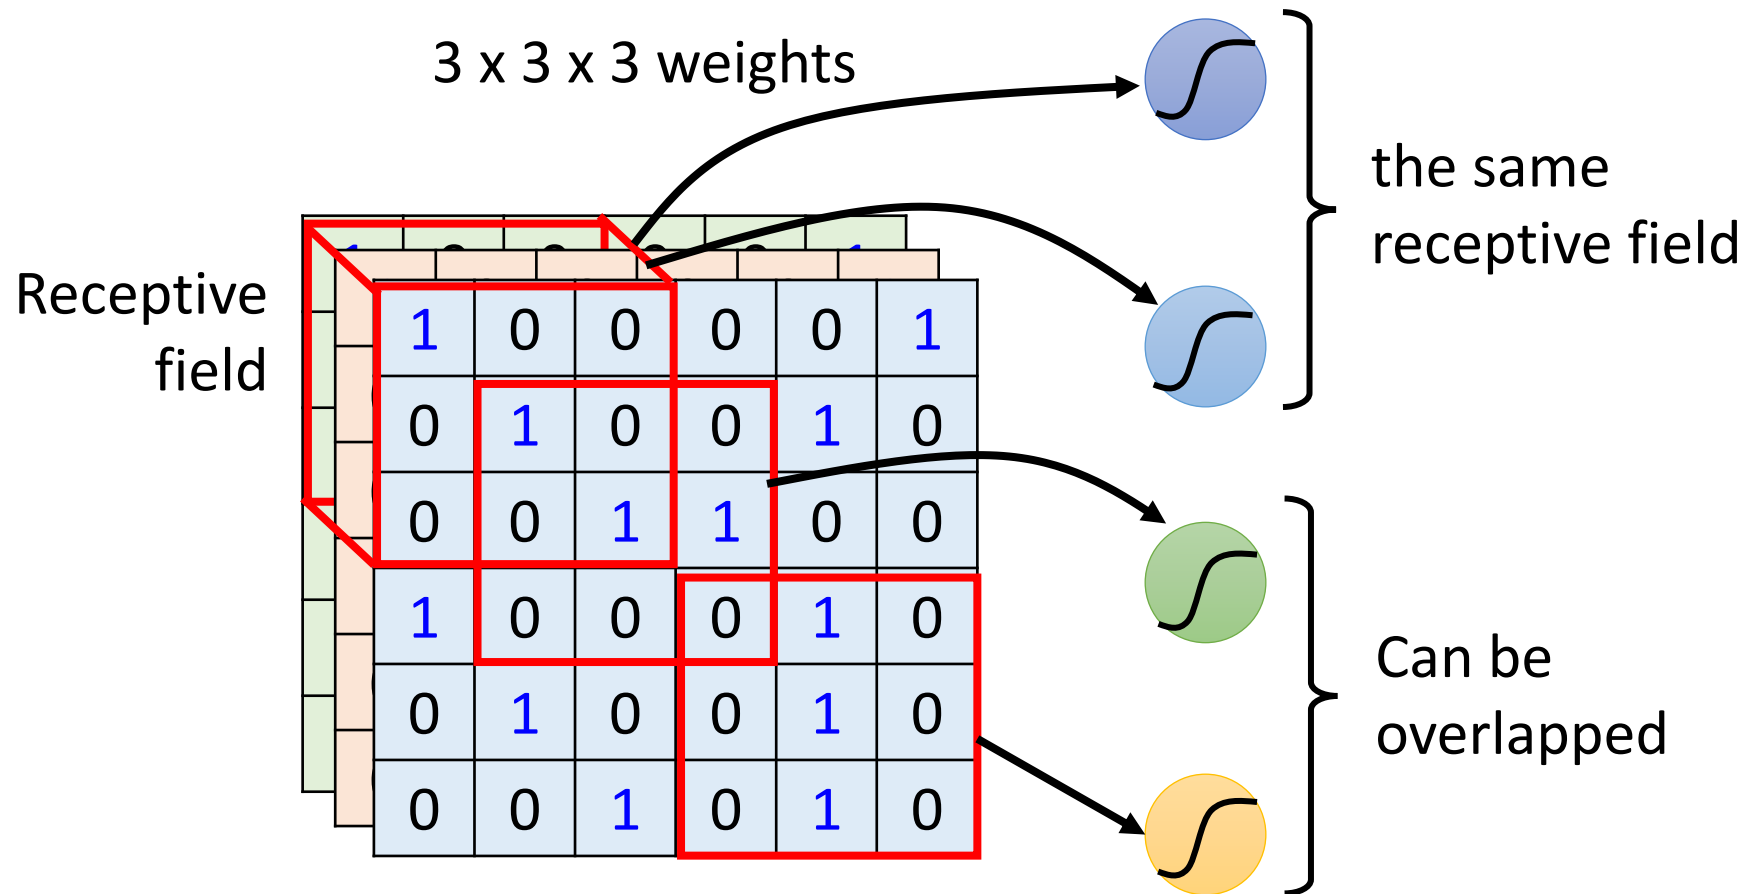 3 x 3 x 3 weights
the same
receptive field
Receptive
field
1 0 0 0 0 1
0 1 0 0 1 0
0 0 1 1 0 0
1 0 0 0 1 0
0 1 0 0 1 0
0 0 1 0 1 0
Can be
overlapped